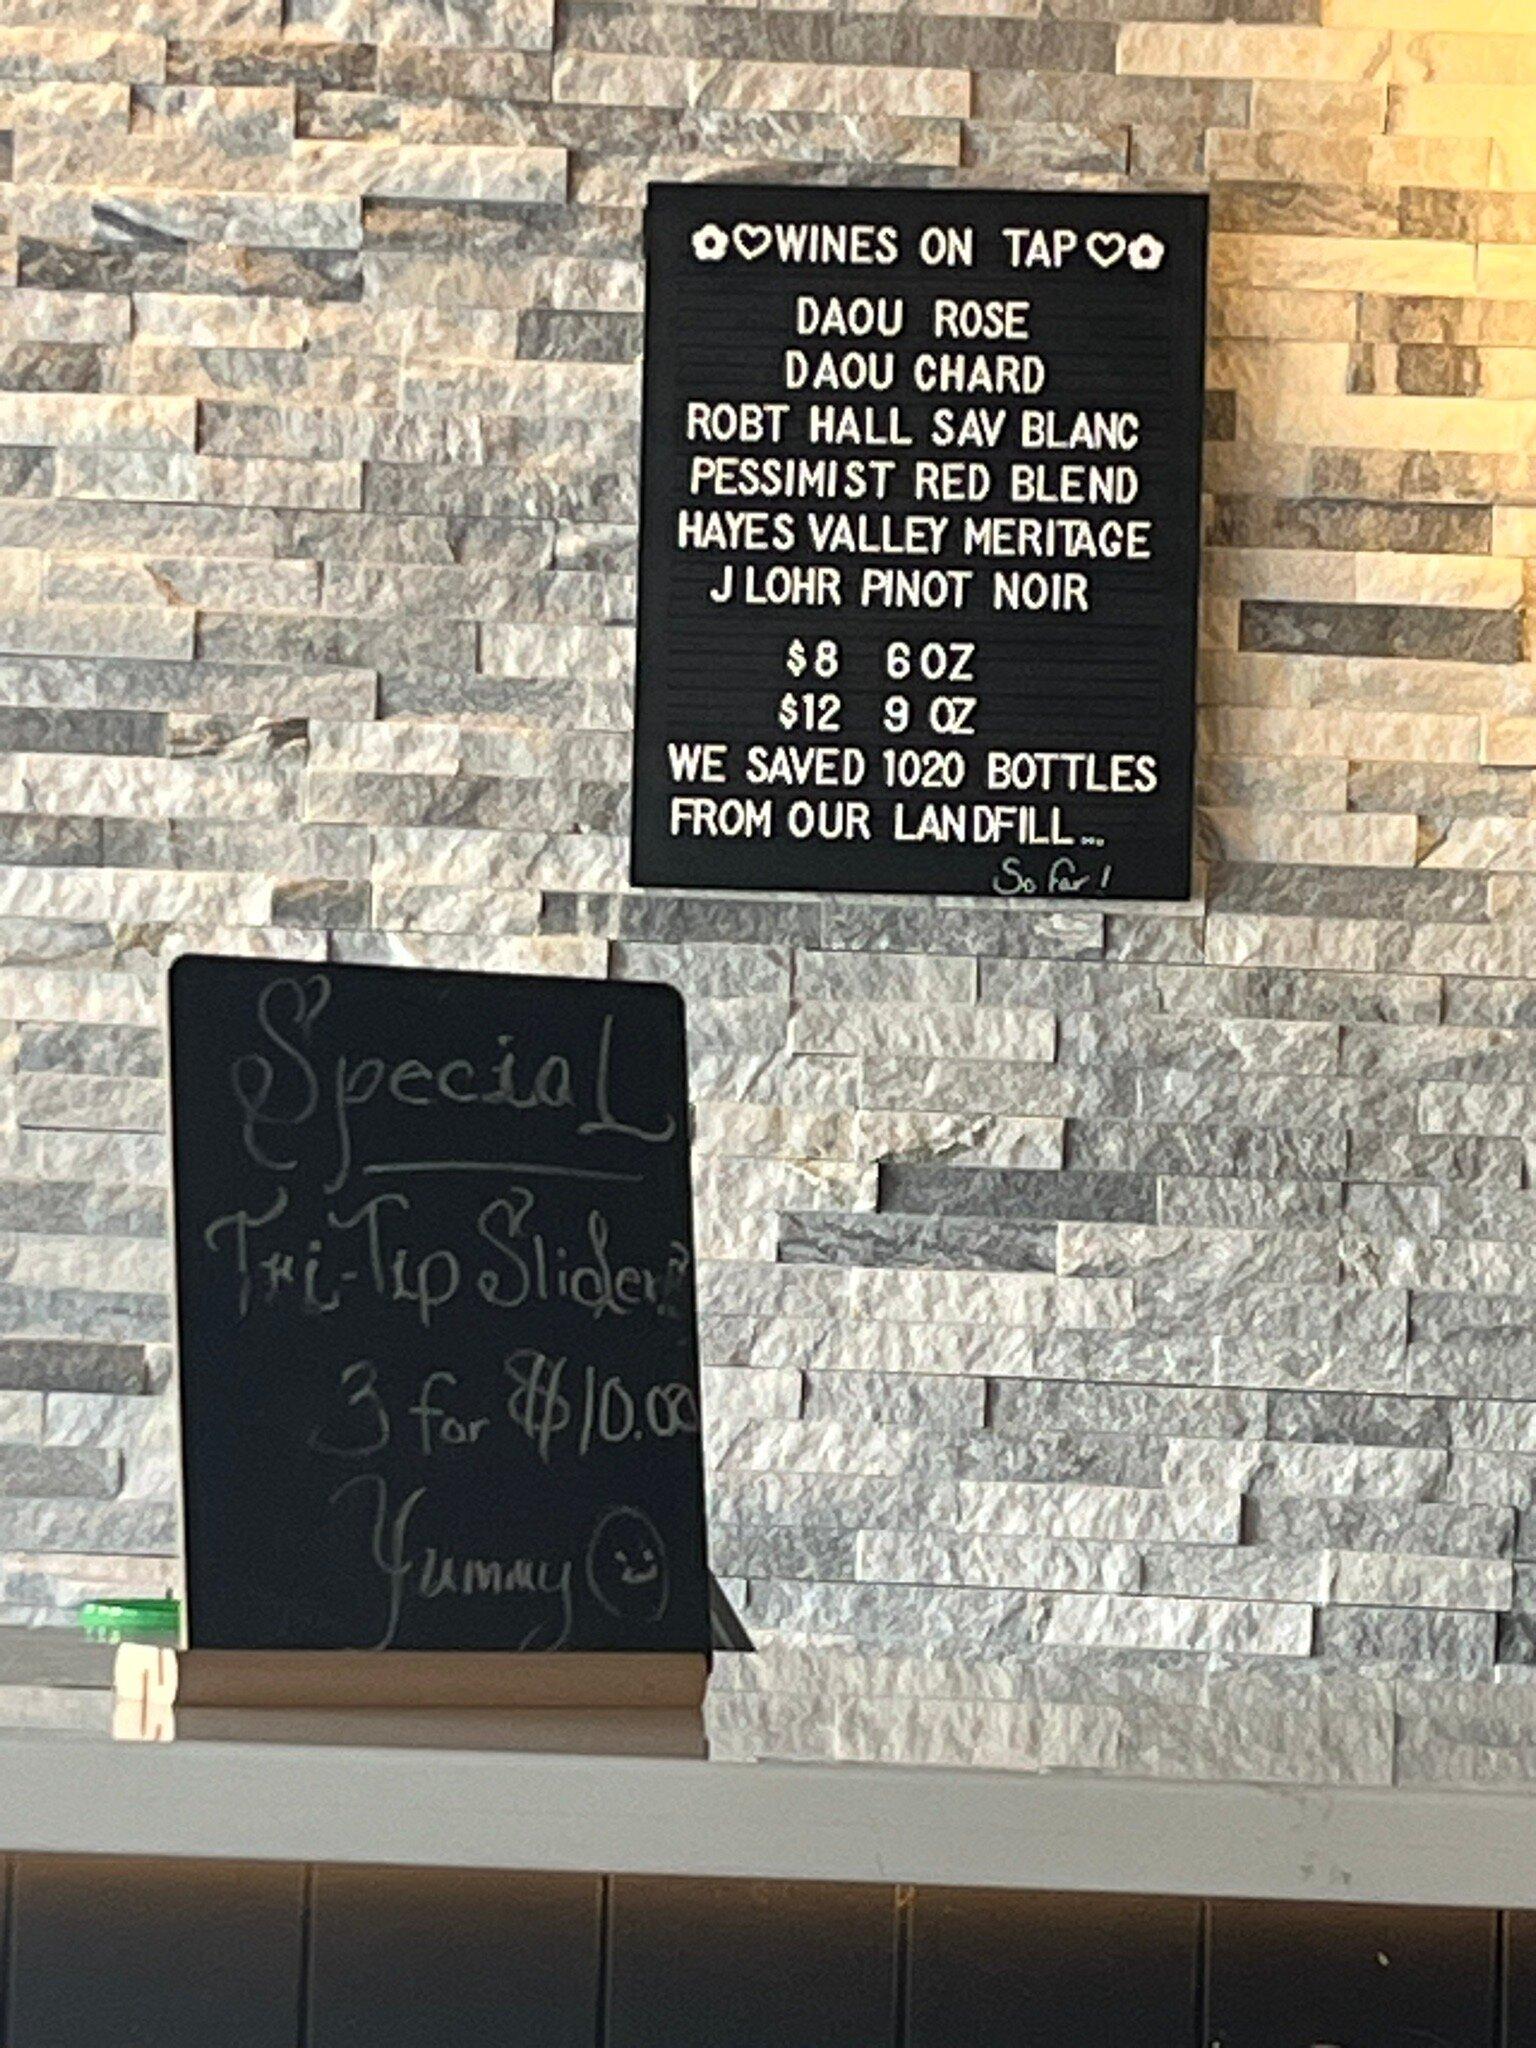 WINES ON TAP
DAOU ROSE
DAOU CHARD
ROBT HALL SAV BLANC
PESSIMIST RED BLEND
HAYES VALLEY MERITAGE
J LOHR PINOT NOIR
$8 6 OZ
$12 9 OZ
WE SAVED 1020 BOTTLES
FROM OUR LANDFILL...
So far!
Special
Tri-Tip Sliders
3 for $10.00
Yummy